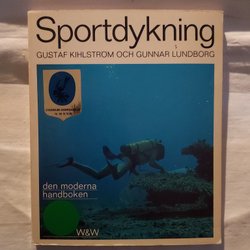 Sportdykning
GUSTAF KIHLSTRÖM OCH GUNNAR LUNDBORG
den moderna
handboken
W&W